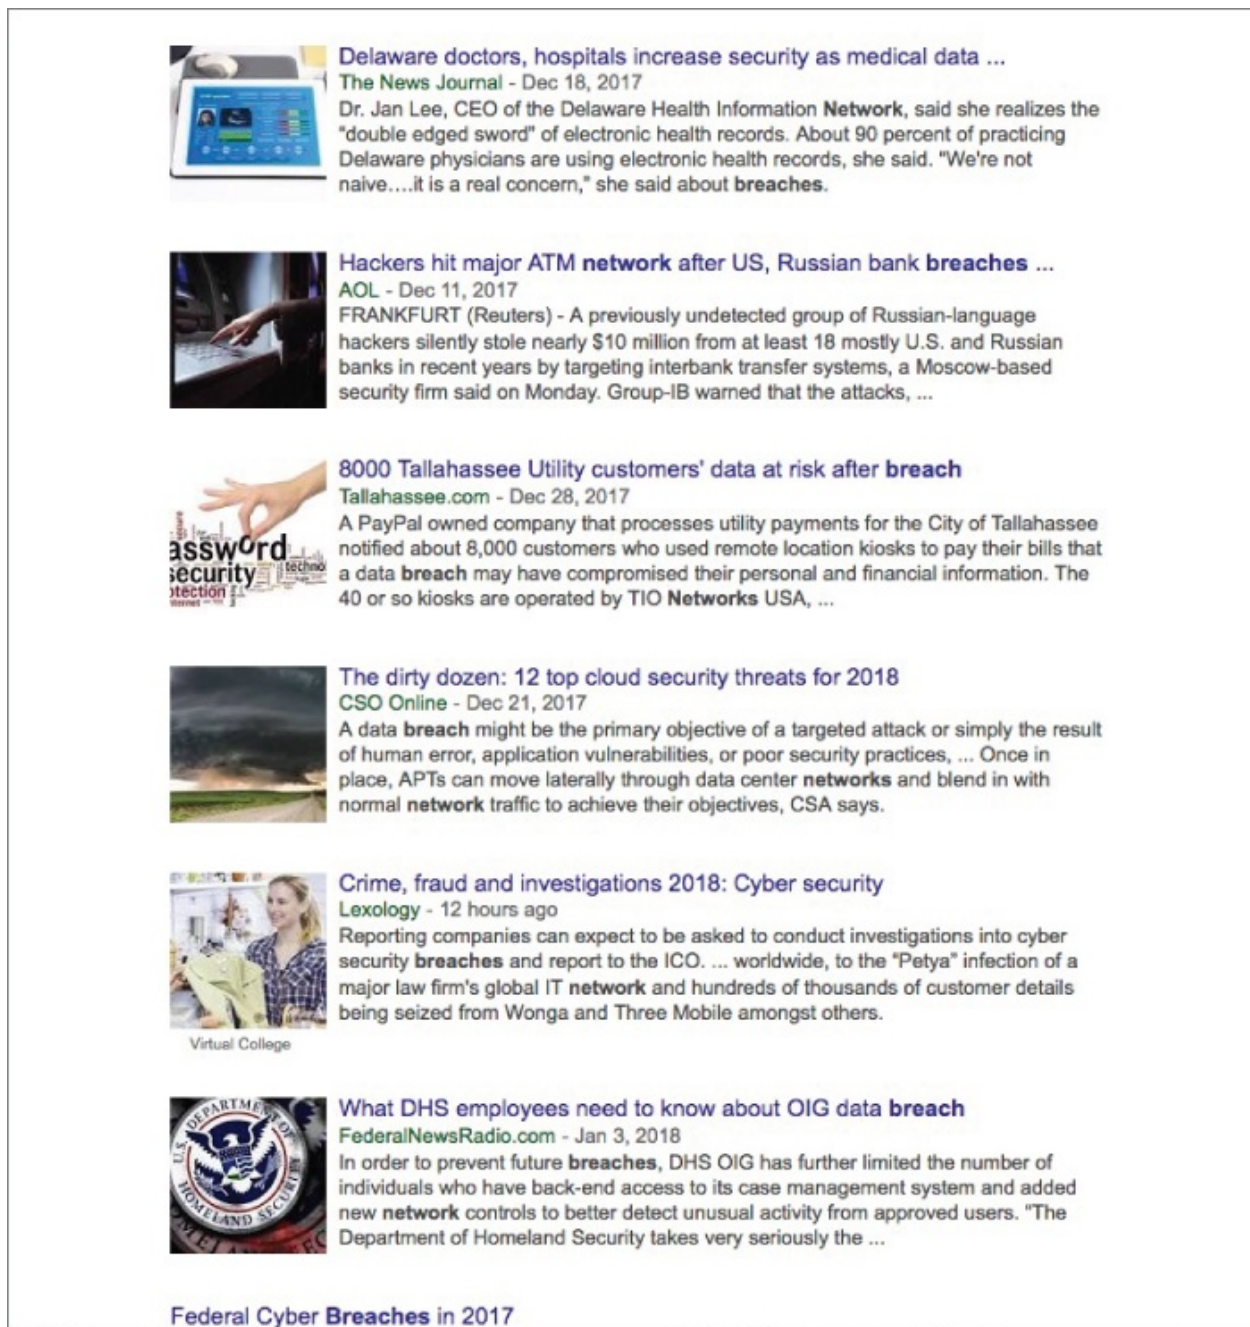 Delaware doctors, hospitals increase security as medical data ...
The News Journal - Dec 18, 2017
Dr. Jan Lee, CEO of the Delaware Health Information Network, said she realizes the
"double edged sword" of electronic health records. About 90 percent of practicing
Delaware physicians are using electronic health records, she said. "We're not
naive....it is a real concern," she said about breaches.
Hackers hit major ATM network after US, Russian bank breaches ...
AOL - Dec 11, 2017
FRANKFURT (Reuters) - A previously undetected group of Russian-language
hackers silently stole nearly $10 million from at least 18 mostly U.S. and Russian
banks in recent years by targeting interbank transfer systems, a Moscow-based
security firm said on Monday. Group-IB warned that the attacks, ...
assword
security
techno
otection
internet
8000 Tallahassee Utility customers' data at risk after breach
Tallahassee.com - Dec 28, 2017
A PayPal owned company that processes utility payments for the City of Tallahassee
notified about 8,000 customers who used remote location kiosks to pay their bills that
a data breach may have compromised their personal and financial information. The
40 or so kiosks are operated by TIO Networks USA, ...
The dirty dozen: 12 top cloud security threats for 2018
CSO Online - Dec 21, 2017
A data breach might be the primary objective of a targeted attack or simply the result
of human error, application vulnerabilities, or poor security practices, ... Once in
place, APTs can move laterally through data center networks and blend in with
normal network traffic to achieve their objectives, CSA says.
Crime, fraud and investigations 2018: Cyber security
Lexology - 12 hours ago
Reporting companies can expect to be asked to conduct investigations into cyber
security breaches and report to the ICO. ... worldwide, to the "Petya" infection of a
major law firm's global IT network and hundreds of thousands of customer details
being seized from Wonga and Three Mobile amongst others.
Virtual College
U.S. DEPARTMENT OF
HOMELAND SECURITY
What DHS employees need to know about OIG data breach
FederalNewsRadio.com - Jan 3, 2018
In order to prevent future breaches, DHS OIG has further limited the number of
individuals who have back-end access to its case management system and added
new network controls to better detect unusual activity from approved users. "The
Department of Homeland Security takes very seriously the ...
Federal Cyber Breaches in 2017